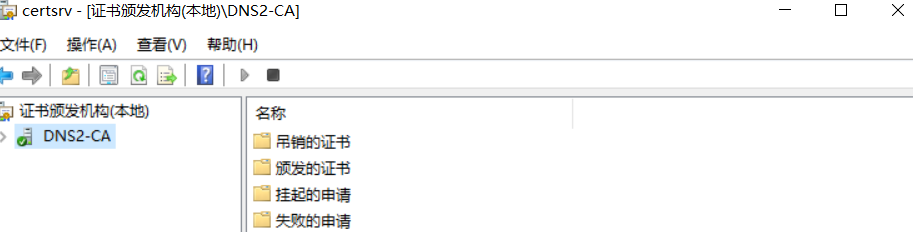 certsrv - [证书颁发机构(本地)\DNS2-CA]
文件(F) 操作(A) 查看(V) 帮助(H)
证书颁发机构(本地)
DNS2-CA
名称
吊销的证书
颁发的证书
挂起的申请
失败的申请